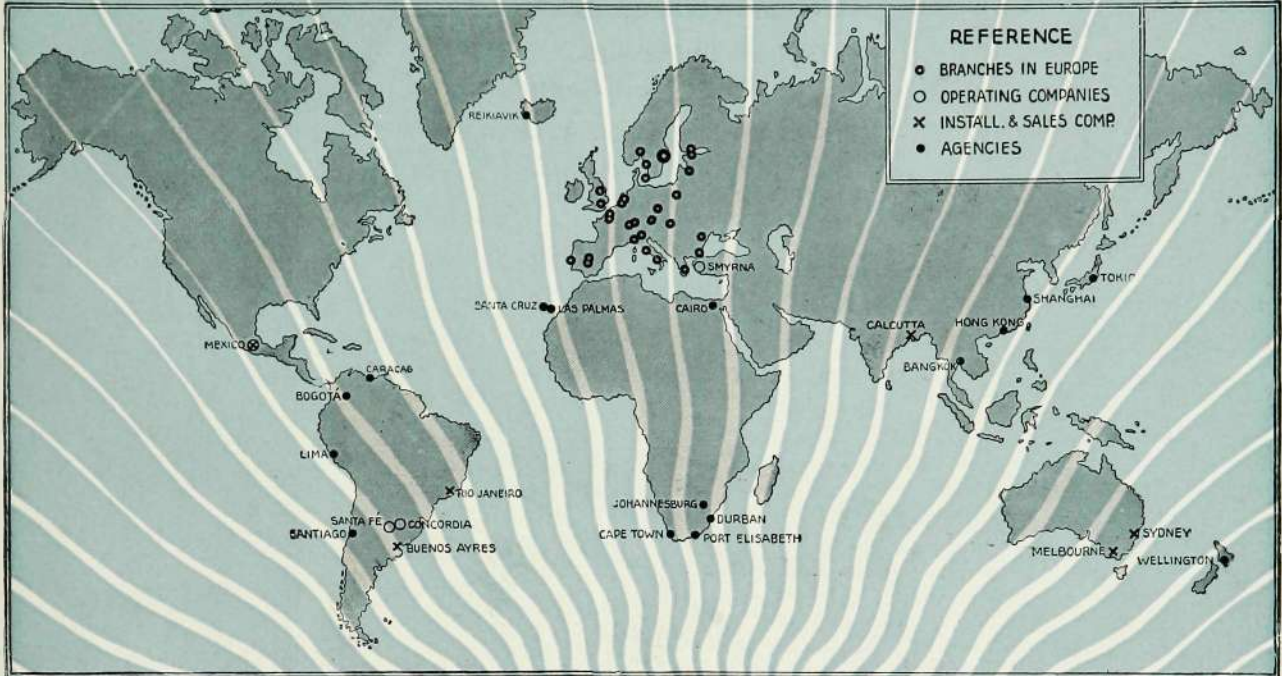 REFERENCE
BRANCHES IN EUROPE
OPERATING COMPANIES
INSTALL. & SALES COMP.
AGENCIES
REIKIAVIK
SMYRNA
TOKIO
SHANGHAI
SANTA CRUZ
LAS PALMAS
CAIRO
CALCUTTA
HONG KONG
MEXICO
BANGKOK
CARACAS
BOGOTA
LIMA
RIO JANEIRO
JOHANNESBURG
SANTA FE
CONCORDIA
DURBAN
SANTIAGO
CAPE TOWN
PORT ELISABETH
SYDNEY
BUENOS AYRES
MELBOURNE
WELLINGTON